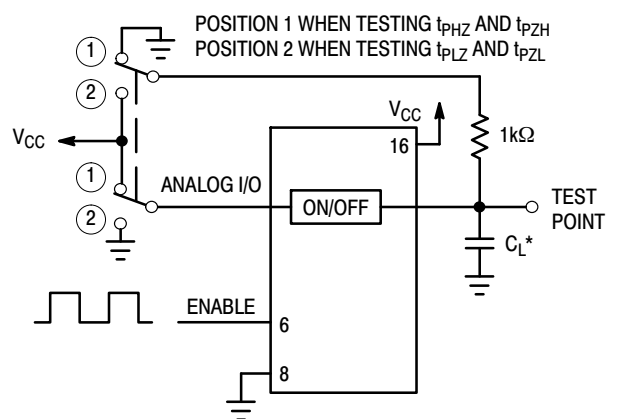 POSITION 1 WHEN TESTING tPHZ AND tPZH
POSITION 2 WHEN TESTING tPLZ AND tPZL
1
2
VCC
VCC
16
1kΩ
1
ANALOG I/O
ON/OFF
TEST
POINT
2
CL*
ENABLE
6
8